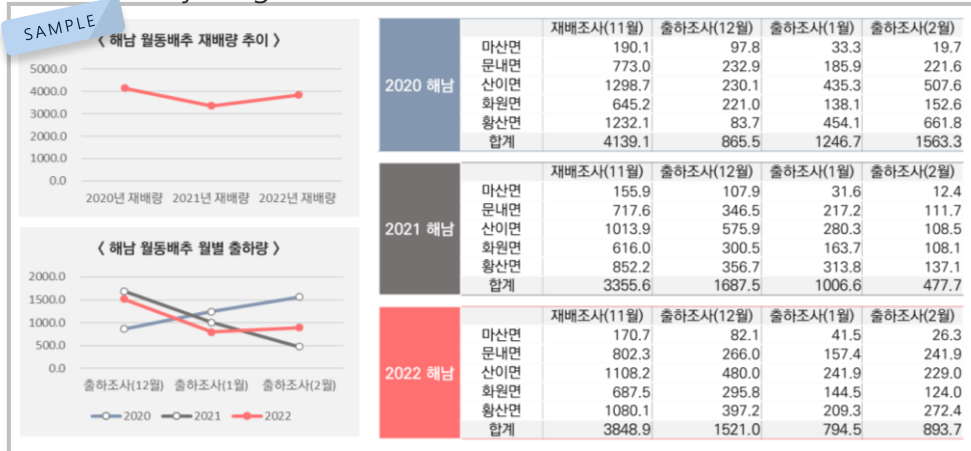 SAMPLE
〈 해남 월동배추 재배량 추이 〉
5000.0
4000.0
3000.0
2000.0
1000.0
0.0
2020년 재배량 2021년 재배량 2022년 재배량
〈 해남 월동배추 월별 출하량 〉
2000.0
1500.0
1000.0
500.0
0.0
출하조사(12월) 출하조사(1월) 출하조사(2월)
2020 2021 2022
2020 해남
재배조사(11월) 출하조사(12월) 출하조사(1월) 출하조사(2월)
마산면 190.1 97.8 33.3 19.7
문내면 773.0 232.9 185.9 221.6
산이면 1298.7 230.1 435.3 507.6
화원면 645.2 221.0 138.1 152.6
황산면 1232.1 83.7 454.1 661.8
합계 4139.1 865.5 1246.7 1563.3
2021 해남
재배조사(11월) 출하조사(12월) 출하조사(1월) 출하조사(2월)
마산면 155.9 107.9 31.6 12.4
문내면 717.6 346.5 217.2 111.7
산이면 1013.9 575.9 280.3 108.5
화원면 616.0 300.5 163.7 108.1
황산면 852.2 356.7 313.8 137.1
합계 3355.6 1687.5 1006.6 477.7
2022 해남
재배조사(11월) 출하조사(12월) 출하조사(1월) 출하조사(2월)
마산면 170.7 82.1 41.5 26.3
문내면 802.3 266.0 157.4 241.9
산이면 1108.2 480.0 241.9 229.0
화원면 687.5 295.8 144.5 124.0
황산면 1080.1 397.2 209.3 272.4
합계 3848.9 1521.0 794.5 893.7